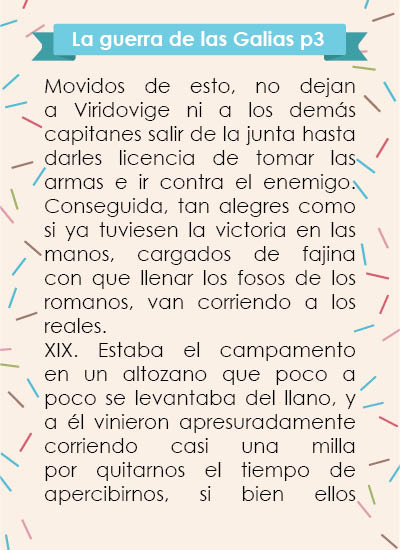 La guerra de las Galias p3
Movidos de esto, no dejan
a Viridovige ni a los demás
capitanes salir de la junta hasta
darles licencia de tomar las
armas e ir contra el enemigo.
Conseguida, tan alegres como
si ya tuviesen la victoria en las
manos, cargados de fajina
con que llenar los fosos de los
romanos, van corriendo a los
reales.
XIX. Estaba el campamento
en un altozano que poco a
poco se levantaba del llano, y
a él vinieron apresuradamente
corriendo casi una milla
por quitarnos el tiempo de
apercibirnos, si bien ellos